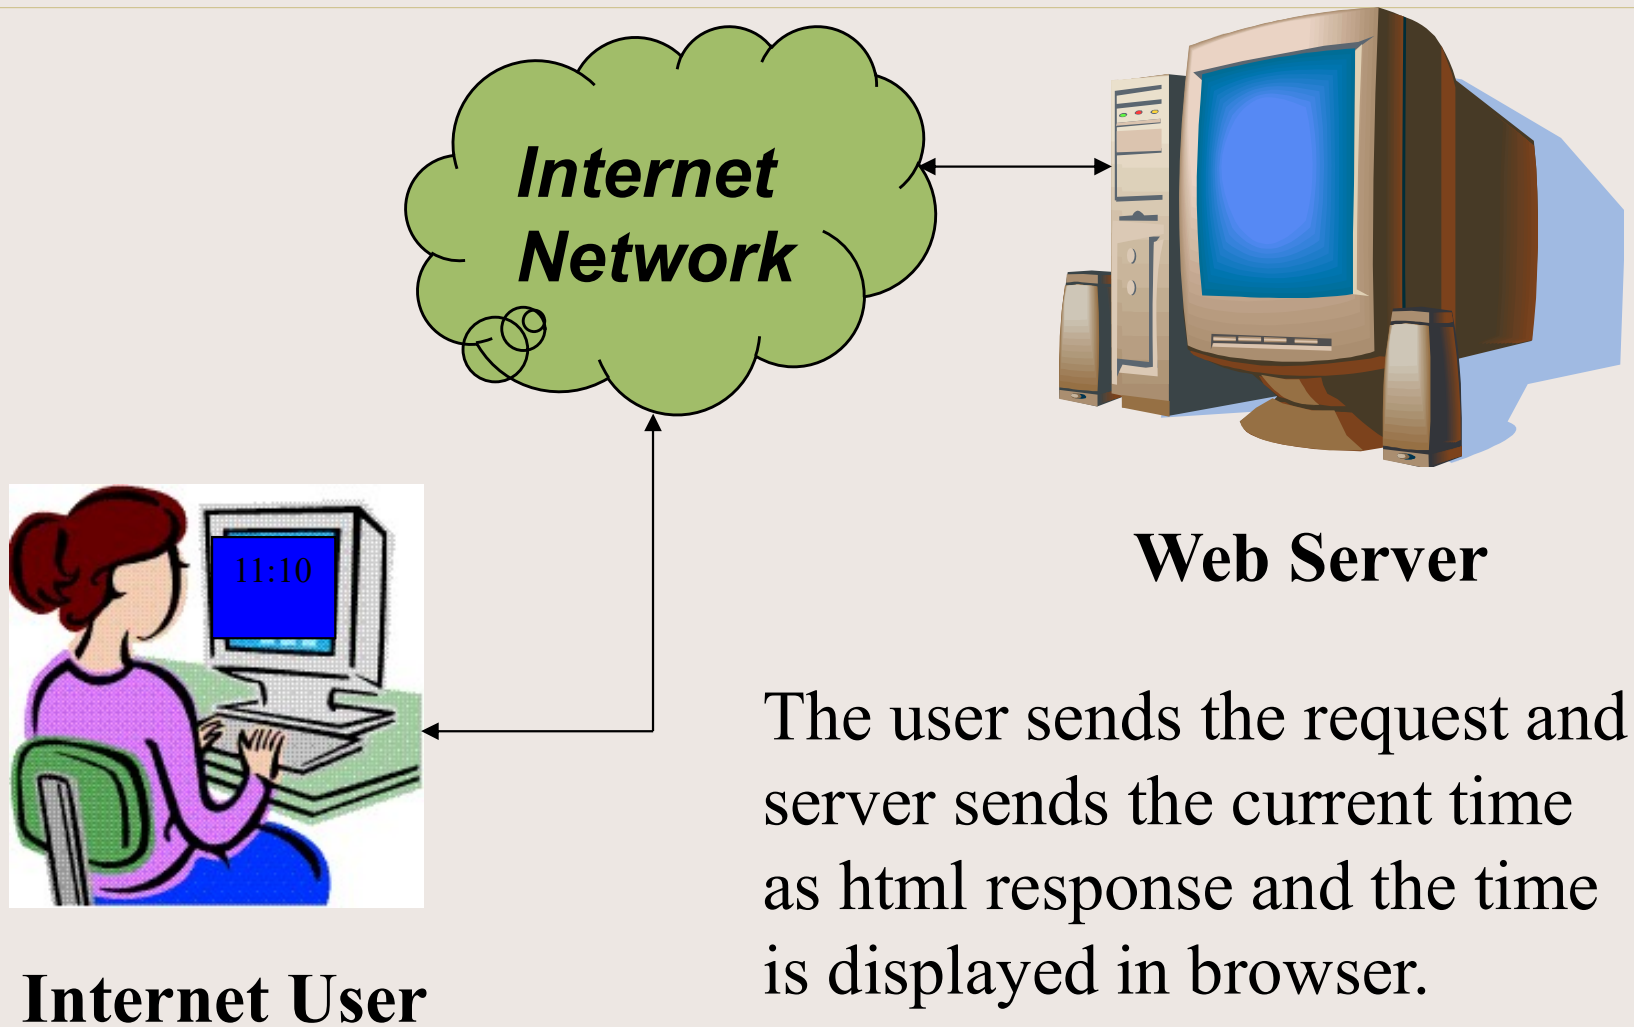 Internet
Network
11:10
Web Server
The user sends the request and
server sends the current time
as html response and the time
is displayed in browser.
Internet User